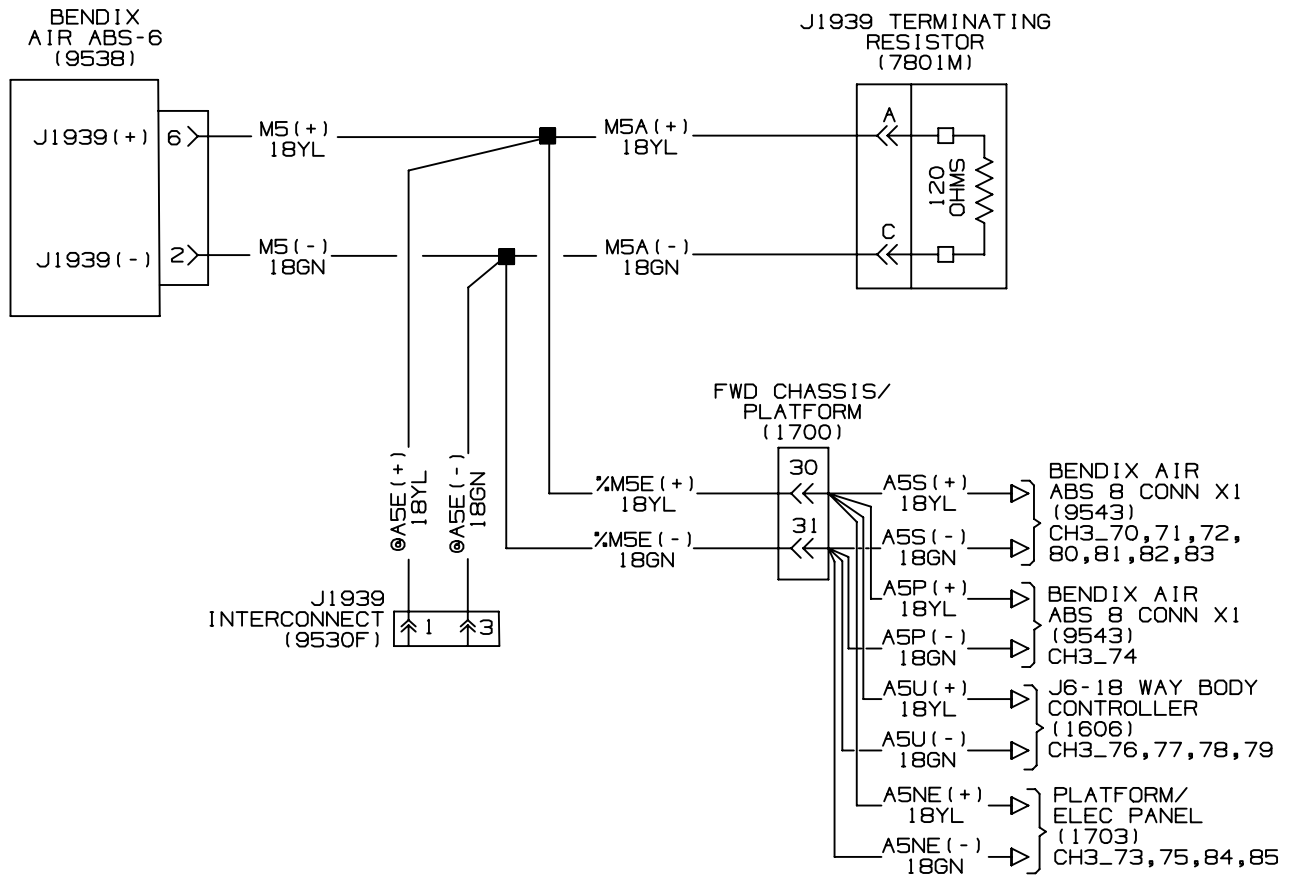 BENDIX
AIR ABS-6
(9538)
J1939 TERMINATING
RESISTOR
(7801M)
J1939(+)
6
M5(+)
18YL
M5A(+)
18YL
A
120
OHMS
J1939(-)
2
M5(-)
18GN
M5A(-)
18GN
C
@A5E(+)
18YL
@A5E(-)
18GN
J1939
INTERCONNECT
(9530F)
1
3
FWD CHASSIS/
PLATFORM
(1700)
30
31
%M5E(+)
18YL
%M5E(-)
18GN
A5S(+)
18YL
A5S(-)
18GN
BENDIX AIR
ABS 8 CONN X1
(9543)
CH3_70,71,72,
80,81,82,83
A5P(+)
18YL
A5P(-)
18GN
BENDIX AIR
ABS 8 CONN X1
(9543)
CH3_74
A5U(+)
18YL
A5U(-)
18GN
J6-18 WAY BODY
CONTROLLER
(1606)
CH3_76,77,78,79
A5NE(+)
18YL
A5NE(-)
18GN
PLATFORM/
ELEC PANEL
(1703)
CH3_73,75,84,85